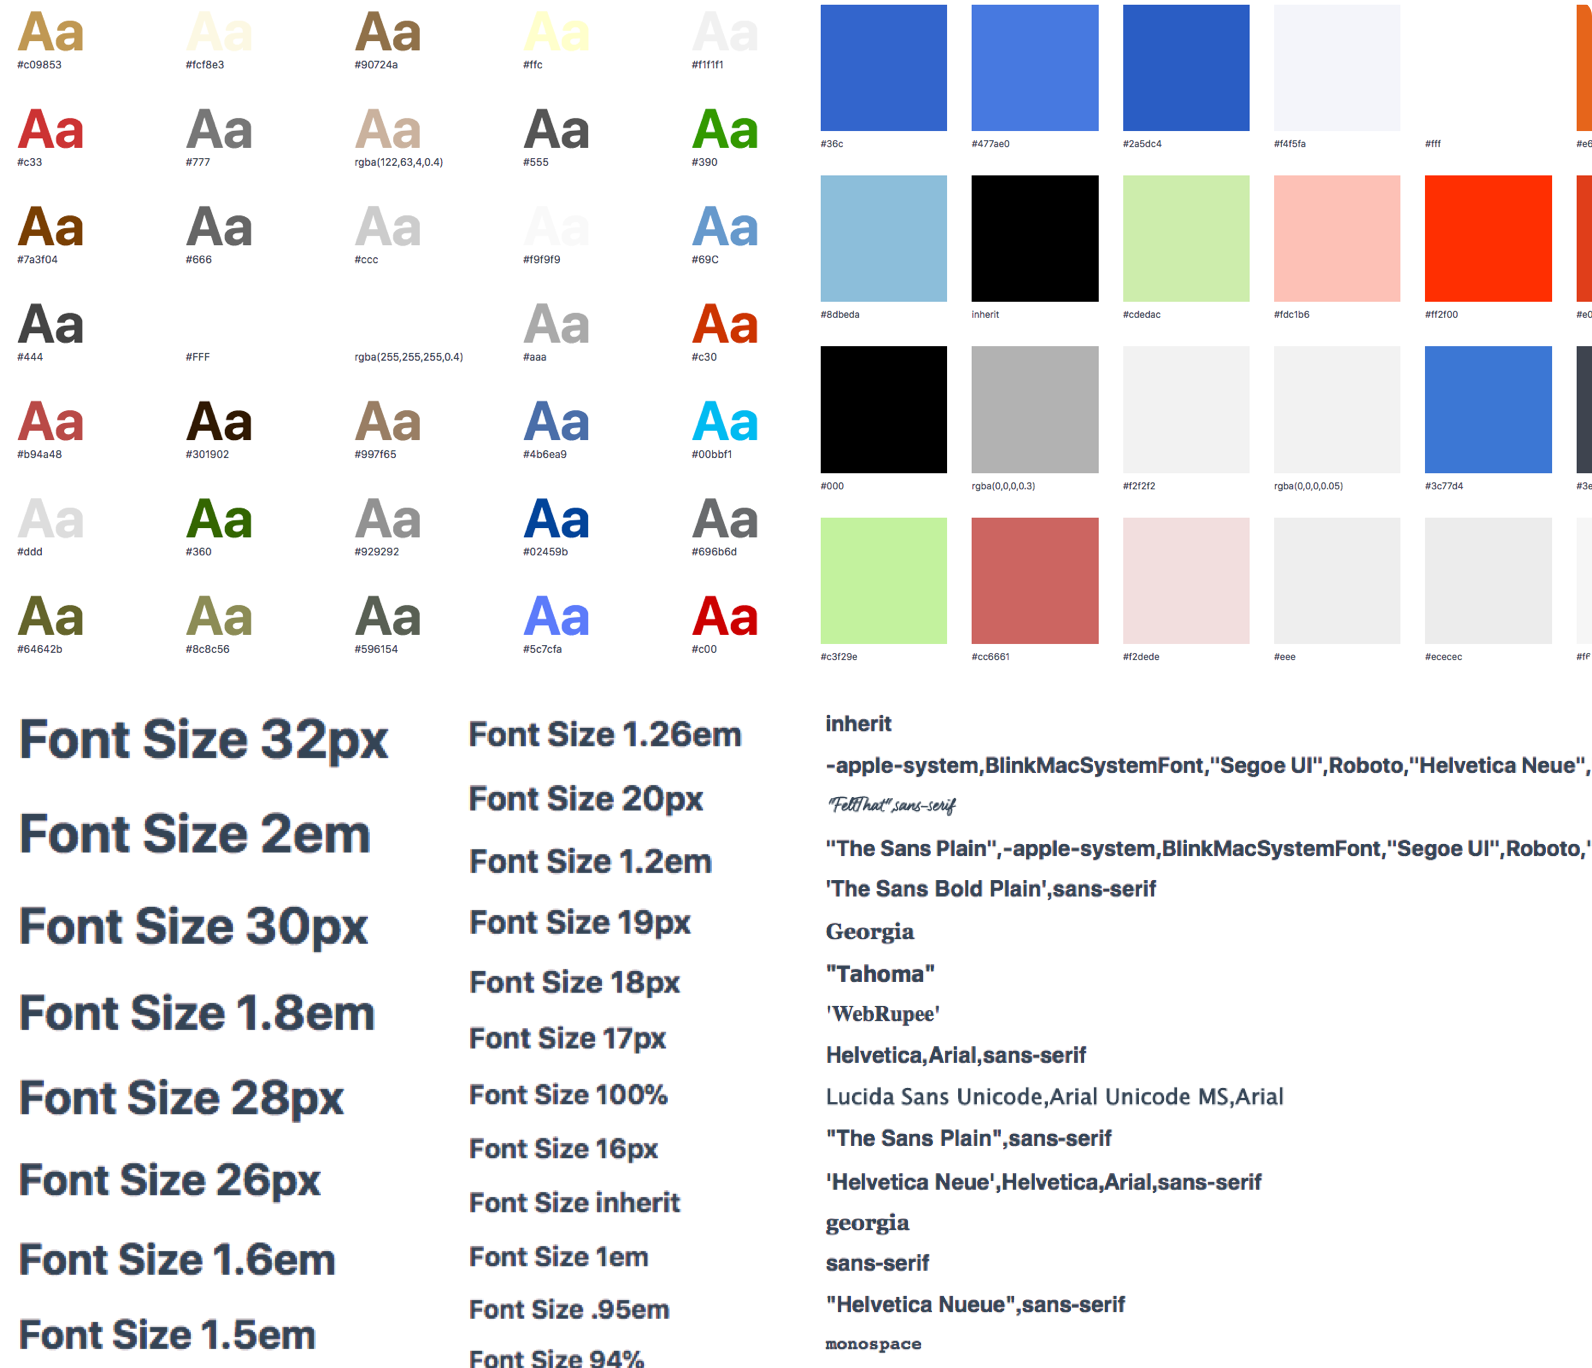 Aa Aa Aa Aa Aa
#c09853 #fcf8e3 #90724a #ffc #f1f1f1
Aa Aa Aa Aa Aa
#c33 #777 rgba(122,63,4,0.4) #555 #390
Aa Aa Aa Aa Aa
#7a3f04 #666 #ccc #f9f9f9 #69C
Aa Aa Aa
#444 #FFF rgba(255,255,255,0.4) #aaa #c30
Aa Aa Aa Aa Aa
#b94a48 #301902 #997f65 #4b6ea9 #00bbf1
Aa Aa Aa Aa Aa
#ddd #360 #929292 #02459b #696b6d
Aa Aa Aa Aa Aa
#64642b #8c8c56 #596154 #5c7cfa #c00
#36c #477ae0 #2a5dc4 #f4f5fa #fff #e6
#8dbeda inherit #cdedac #fdc1b6 #ff2f00 #e0
#000 rgba(0,0,0,0.3) #f2f2f2 rgba(0,0,0,0.05) #3c77d4 #3e
#c3f29e #cc6661 #f2dede #eee #ececec
Font Size 32px
Font Size 2em
Font Size 30px
Font Size 1.8em
Font Size 28px
Font Size 26px
Font Size 1.6em
Font Size 1.5em
Font Size 1.26em
Font Size 20px
Font Size 1.2em
Font Size 19px
Font Size 18px
Font Size 17px
Font Size 100%
Font Size 16px
Font Size inherit
Font Size 1em
Font Size .95em
Font Size 94%
inherit
-apple-system,BlinkMacSystemFont,"Segoe UI",Roboto,"Helvetica Neue",
"FeltThat",sans-serif
"The Sans Plain",-apple-system,BlinkMacSystemFont,"Segoe UI",Roboto,"
'The Sans Bold Plain',sans-serif
Georgia
"Tahoma"
'WebRupee'
Helvetica,Arial,sans-serif
Lucida Sans Unicode,Arial Unicode MS,Arial
"The Sans Plain",sans-serif
'Helvetica Neue',Helvetica,Arial,sans-serif
georgia
sans-serif
"Helvetica Nueue",sans-serif
monospace